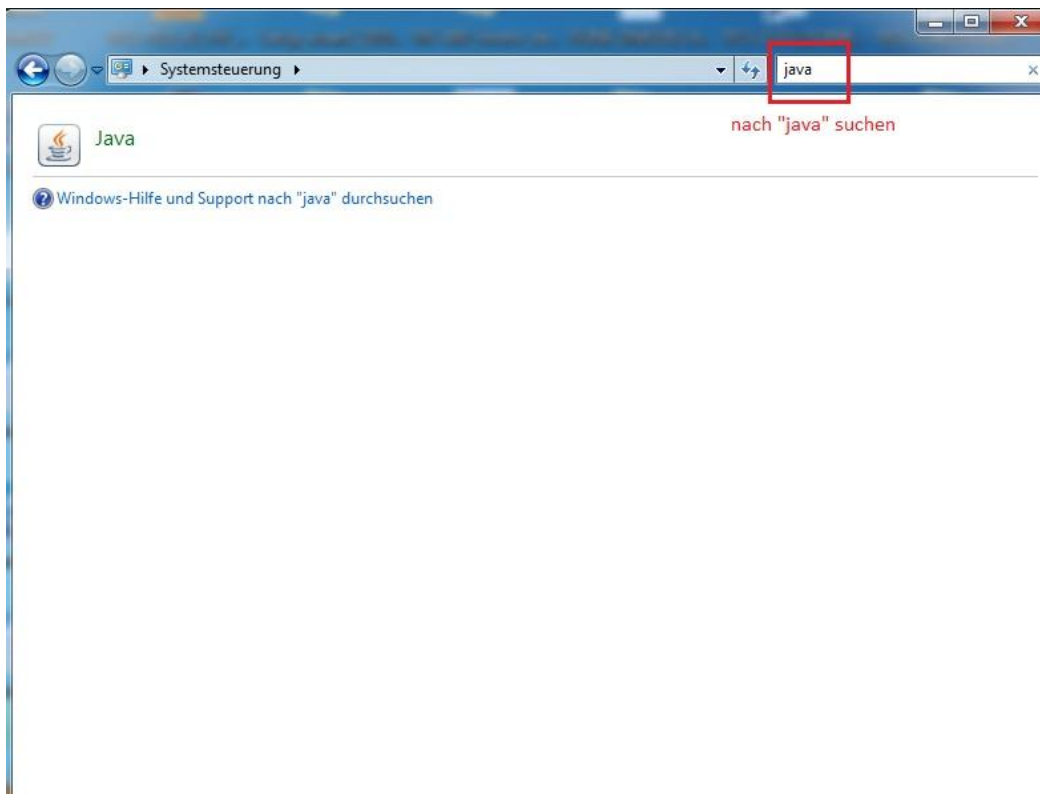 Systemsteuerung
java
nach "java" suchen
Java
Windows-Hilfe und Support nach "java" durchsuchen